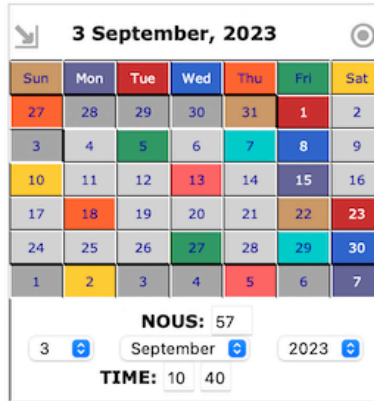 3 September, 2023
Sun Mon Tue Wed Thu Fri Sat
27 28 29 30 31 1 2
3 4 5 6 7 8 9
10 11 12 13 14 15 16
17 18 19 20 21 22 23
24 25 26 27 28 29 30
1 2 3 4 5 6 7
NOUS: 57
3 September 2023
TIME: 10 40